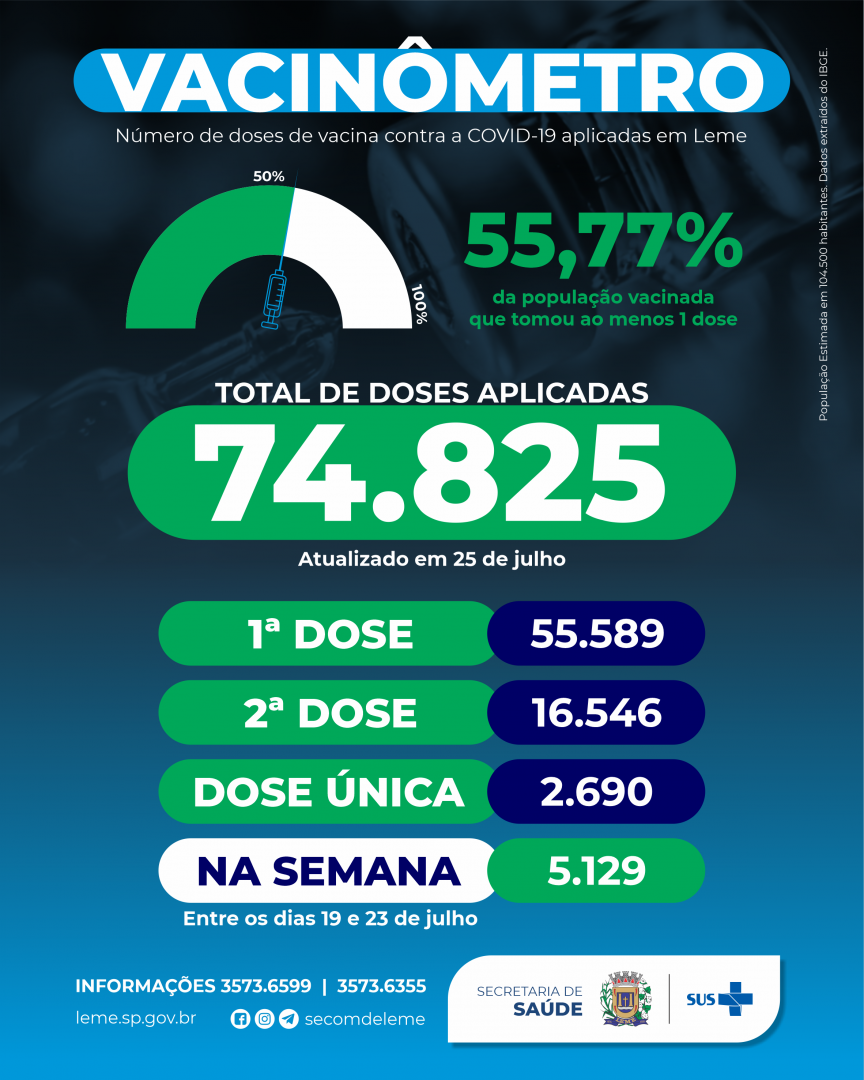 VACINÔMETRO
Número de doses de vacina contra a COVID-19 aplicadas em Leme
50%
100%
55,77%
da população vacinada
que tomou ao menos 1 dose
População Estimada em 104.500 habitantes. Dados extraídos do IBGE.
TOTAL DE DOSES APLICADAS
74.825
Atualizado em 25 de julho
1ª DOSE 55.589
2ª DOSE 16.546
DOSE ÚNICA 2.690
NA SEMANA 5.129
Entre os dias 19 e 23 de julho
INFORMAÇÕES 3573.6599 | 3573.6355
leme.sp.gov.br secomdeleme
SECRETARIA DE
SAÚDE
SUS